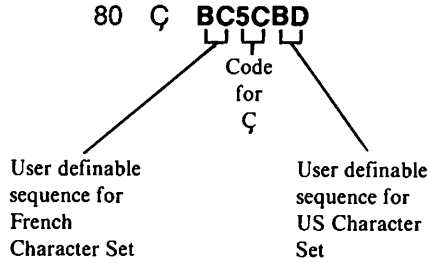 80 Ç BC5CBD
Code
for
Ç
User definable
sequence for
French
Character Set
User definable
sequence for
US Character
Set